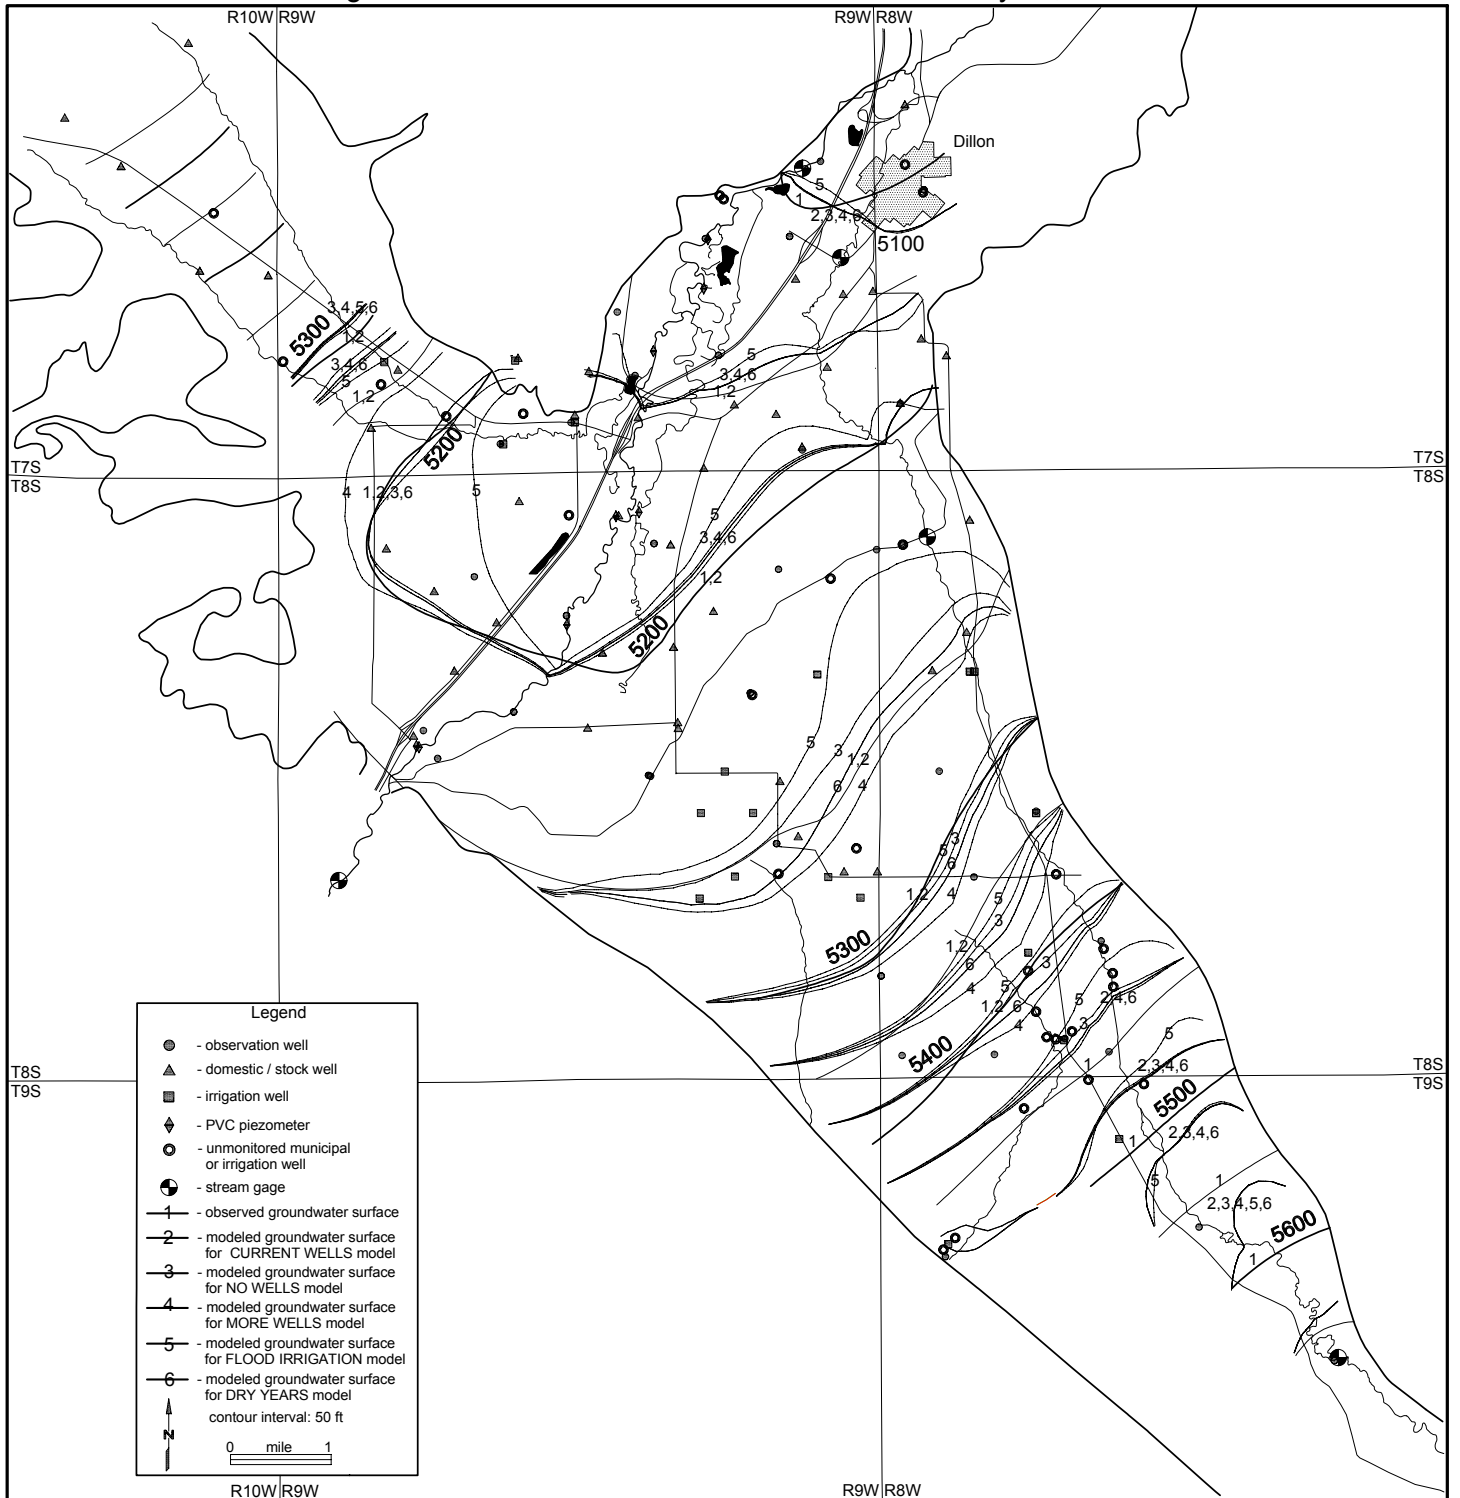 R10W R9W
R9W R8W
Dillon
5
1
2,3,4,6
5100
3,4,5,6
5300
1,2
3,4,6
5
1,2
5
3,4,6
1,2
5200
T7S
T8S
T7S
T8S
4
1,2,3,6
5
5
3,4,6
1,2
5200
5
3
1,2
6
4
3
5
6
1,2
4
5
3
5300
1,2
6
4
3
5
1,2
6
4
5
2,4,6
3
5400
5
1
2,3,4,6
T8S
T9S
T8S
T9S
5500
1
2,3,4,6
5
1
2,3,4,5,6
5600
1
Legend
- observation well
- domestic / stock well
- irrigation well
- PVC piezometer
- unmonitored municipal
or irrigation well
- stream gage
1 - observed groundwater surface
2 - modeled groundwater surface
for CURRENT WELLS model
3 - modeled groundwater surface
for NO WELLS model
4 - modeled groundwater surface
for MORE WELLS model
5 - modeled groundwater surface
for FLOOD IRRIGATION model
6 - modeled groundwater surface
for DRY YEARS model
contour interval: 50 ft
N
0 mile 1
R10W R9W
R9W R8W